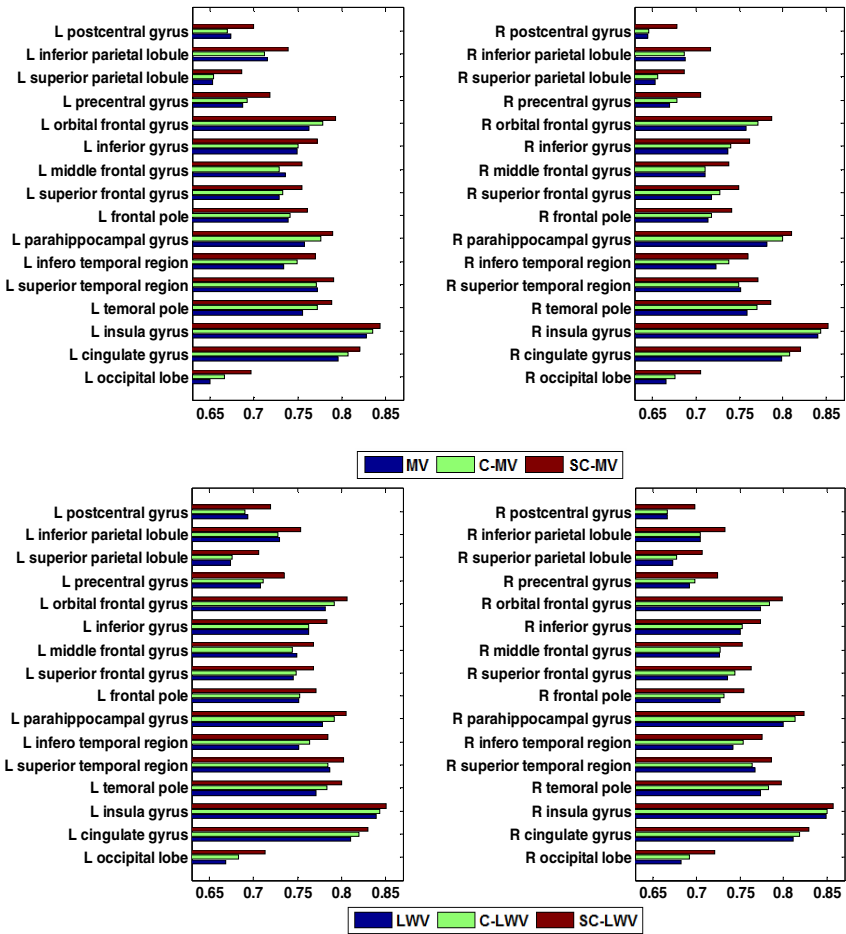 L postcentral gyrus
L inferior parietal lobule
L superior parietal lobule
L precentral gyrus
L orbital frontal gyrus
L inferior gyrus
L middle frontal gyrus
L superior frontal gyrus
L frontal pole
L parahippocampal gyrus
L infero temporal region
L superior temporal region
L temoral pole
L insula gyrus
L cingulate gyrus
L occipital lobe
0.65 0.7 0.75 0.8 0.85
R postcentral gyrus
R inferior parietal lobule
R superior parietal lobule
R precentral gyrus
R orbital frontal gyrus
R inferior gyrus
R middle frontal gyrus
R superior frontal gyrus
R frontal pole
R parahippocampal gyrus
R infero temporal region
R superior temporal region
R temoral pole
R insula gyrus
R cingulate gyrus
R occipital lobe
0.65 0.7 0.75 0.8 0.85
MV C-MV SC-MV
L postcentral gyrus
L inferior parietal lobule
L superior parietal lobule
L precentral gyrus
L orbital frontal gyrus
L inferior gyrus
L middle frontal gyrus
L superior frontal gyrus
L frontal pole
L parahippocampal gyrus
L infero temporal region
L superior temporal region
L temoral pole
L insula gyrus
L cingulate gyrus
L occipital lobe
0.65 0.7 0.75 0.8 0.85
R postcentral gyrus
R inferior parietal lobule
R superior parietal lobule
R precentral gyrus
R orbital frontal gyrus
R inferior gyrus
R middle frontal gyrus
R superior frontal gyrus
R frontal pole
R parahippocampal gyrus
R infero temporal region
R superior temporal region
R temoral pole
R insula gyrus
R cingulate gyrus
R occipital lobe
0.65 0.7 0.75 0.8 0.85
LWV C-LWV SC-LWV